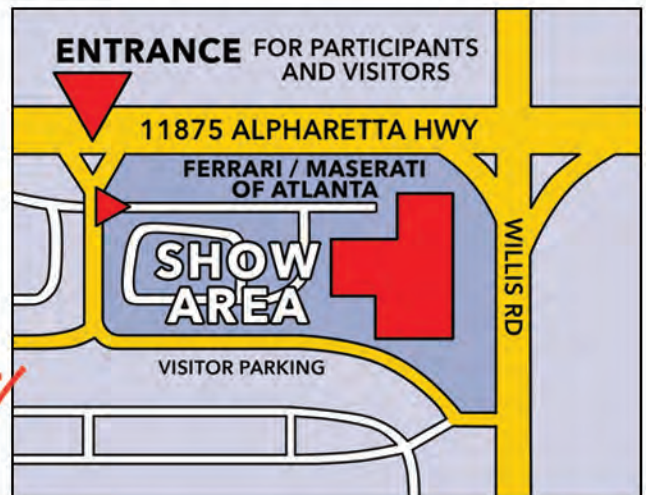 ENTRANCE FOR PARTICIPANTS
AND VISITORS
11875 ALPHARETTA HWY
FERRARI / MASERATI
OF ATLANTA
SHOW
AREA
WILLIS RD
VISITOR PARKING